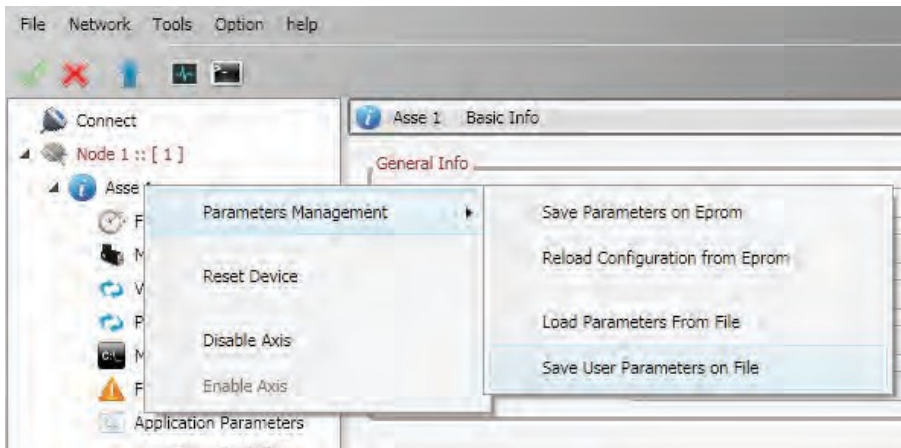 File Network Tools Option help
Connect
Asse 1 Basic Info
Node 1 :: [ 1 ]
General Info
Asse
Parameters Management
Save Parameters on Eprom
Reload Configuration from Eprom
Reset Device
Load Parameters From File
Disable Axis
Save User Parameters on File
Enable Axis
Application Parameters